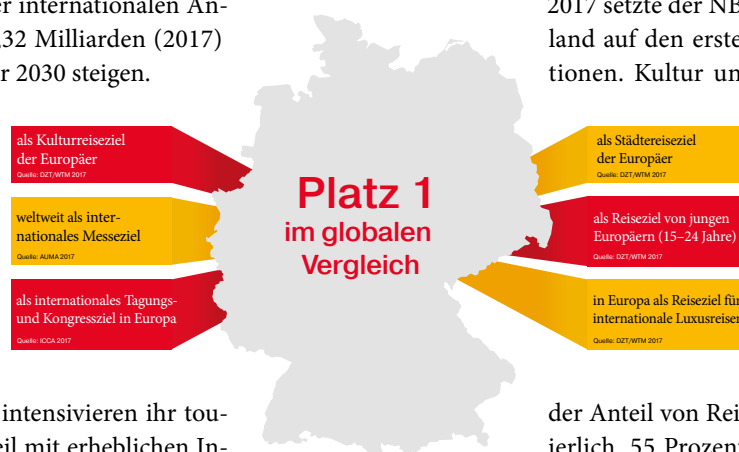 er internationalen An-
32 Milliarden (2017)
r 2030 steigen.
2017 setzte der NB
land auf den erste
tionen. Kultur un
als Kulturreiseziel
der Europäer
Quelle: DZT/WTM 2017
weltweit als inter-
nationales Messeziel
Quelle: AUMA 2017
als internationales Tagungs-
und Kongressziel in Europa
Quelle: ICCA 2017
Platz 1
im globalen
Vergleich
als Städtereiseziel
der Europäer
Quelle: DZT/WTM 2017
als Reiseziel von jungen
Europäern (15–24 Jahre)
Quelle: DZT/WTM 2017
in Europa als Reiseziel für
internationale Luxusreisen
Quelle: DZT/WTM 2017
intensivieren ihr tou-
eil mit erheblichen In-
der Anteil von Rei
ierlich. 55 Prozen